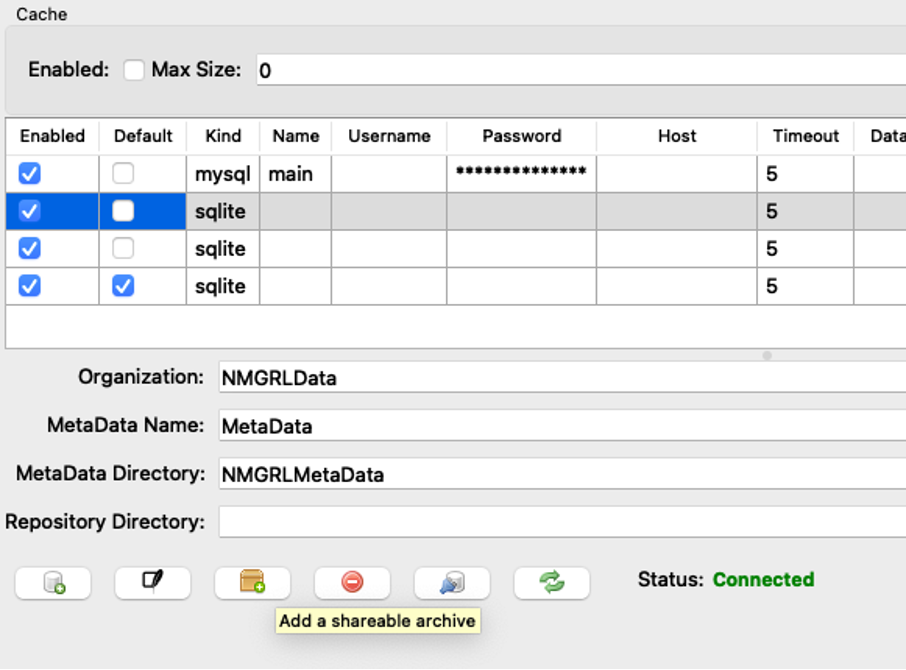 Cache
Enabled: Max Size: 0
Enabled Default Kind Name Username Password Host Timeout Data
mysql main ************** 5
sqlite 5
sqlite 5
sqlite 5
Organization: NMGRLData
MetaData Name: MetaData
MetaData Directory: NMGRLMetaData
Repository Directory:
Status: Connected
Add a shareable archive